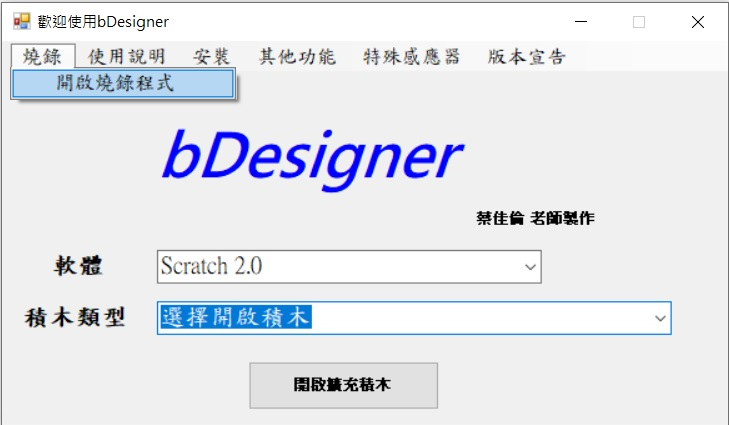 歡迎使用bDesigner
燒錄 使用說明 安裝 其他功能 特殊感應器 版本宣告
開啟燒錄程式
bDesigner
蔡佳倫 老師製作
軟體 Scratch 2.0
積木類型 選擇開啟積木
開啟擴充積木